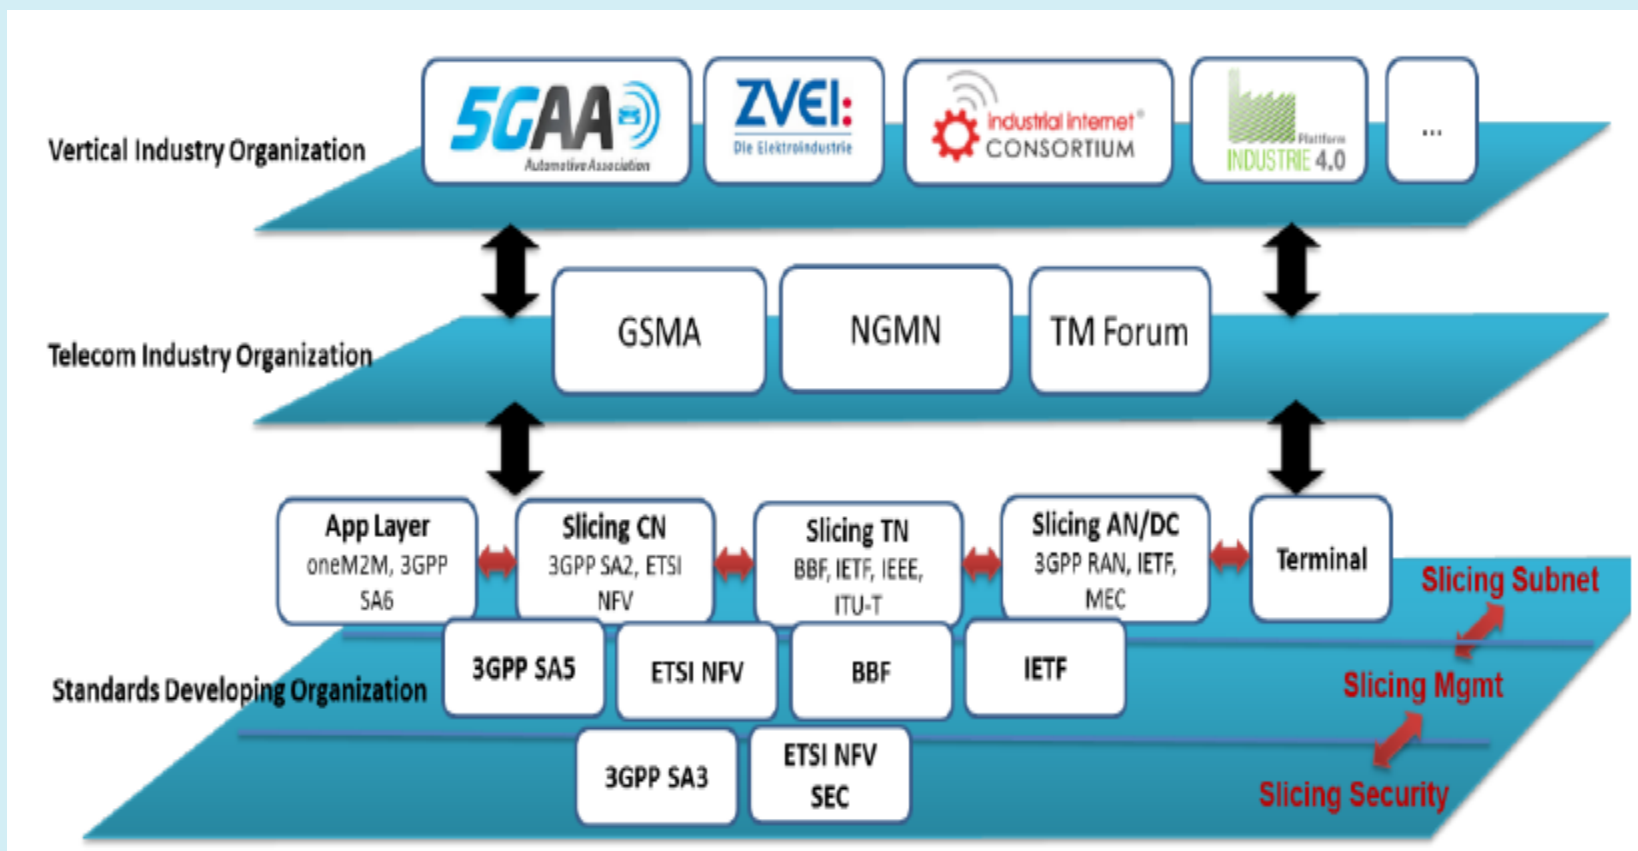 5GAA
Automotive Association
ZVEI:
Die Elektroindustrie
industrial internet®
CONSORTIUM
Plattform
INDUSTRIE 4.0
...
Vertical Industry Organization
GSMA
NGMN
TM Forum
Telecom Industry Organization
App Layer
oneM2M, 3GPP
SA6
Slicing CN
3GPP SA2, ETSI
NFV
Slicing TN
BBF, IETF, IEEE,
ITU-T
Slicing AN/DC
3GPP RAN, IETF,
MEC
Terminal
Slicing Subnet
3GPP SA5
ETSI NFV
BBF
IETF
Slicing Mgmt
Standards Developing Organization
3GPP SA3
ETSI NFV
SEC
Slicing Security